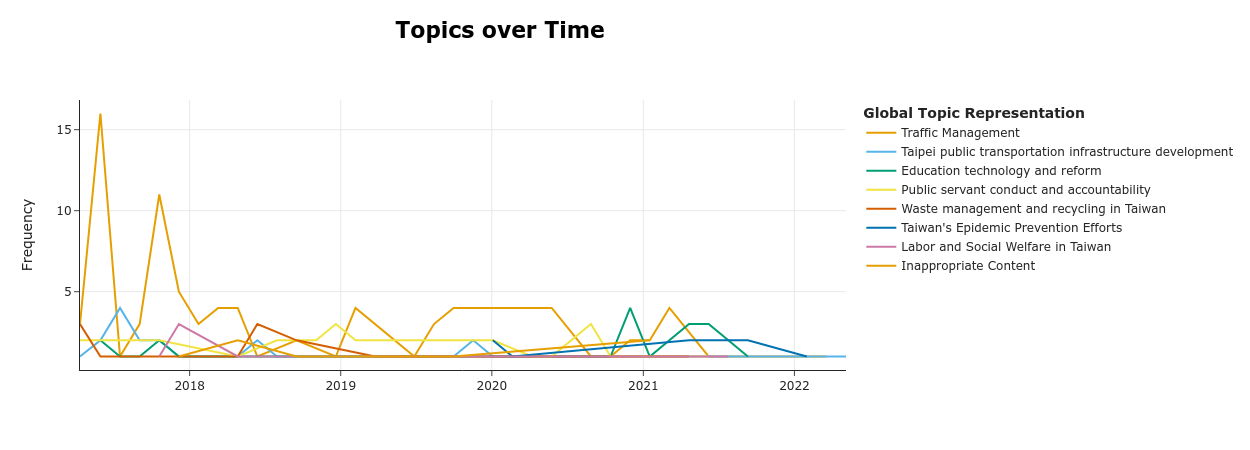 Topics over Time
Frequency
15
10
5
2018
2019
2020
2021
2022
Global Topic Representation
Traffic Management
Taipei public transportation infrastructure development
Education technology and reform
Public servant conduct and accountability
Waste management and recycling in Taiwan
Taiwan's Epidemic Prevention Efforts
Labor and Social Welfare in Taiwan
Inappropriate Content